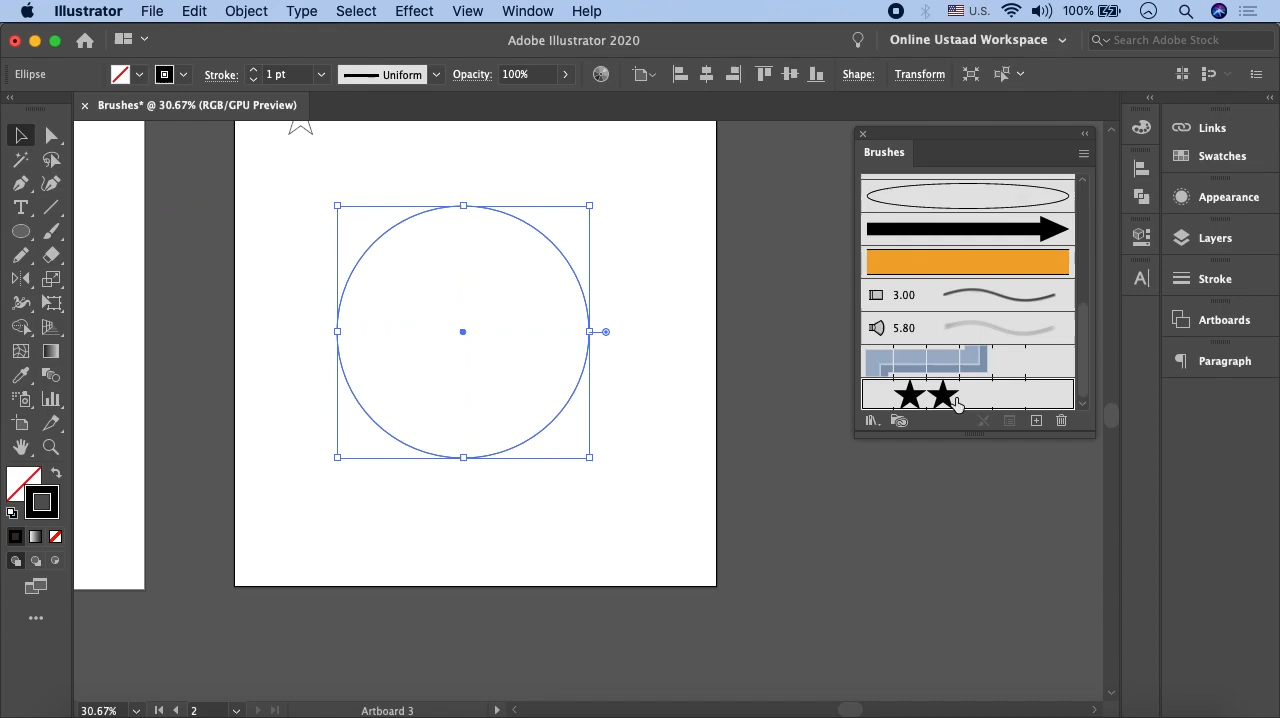 Illustrator File Edit Object Type Select Effect View Window Help U.S. 100%
Adobe Illustrator 2020 Online Ustaad Workspace Search Adobe Stock
Ellipse Stroke: 1 pt Uniform Opacity: 100% Shape: Transform
Brushes* @ 30.67% (RGB/GPU Preview)
Brushes
3.00
5.80
Links
Swatches
Appearance
Layers
Stroke
Artboards
Paragraph
30.67% 2 Artboard 3